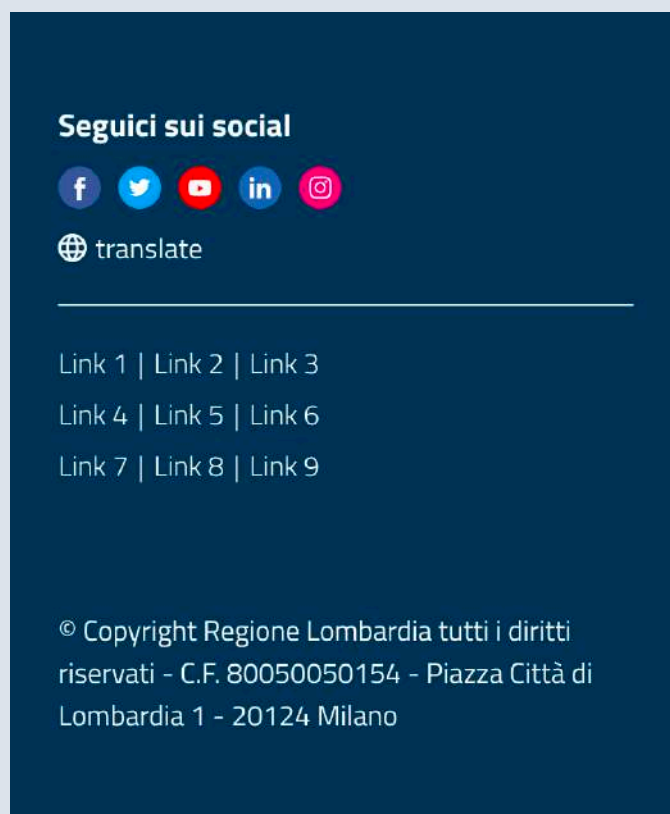 Seguici sui social
translate
Link 1 | Link 2 | Link 3
Link 4 | Link 5 | Link 6
Link 7 | Link 8 | Link 9
© Copyright Regione Lombardia tutti i diritti
riservati - C.F. 80050050154 - Piazza Città di
Lombardia 1 - 20124 Milano